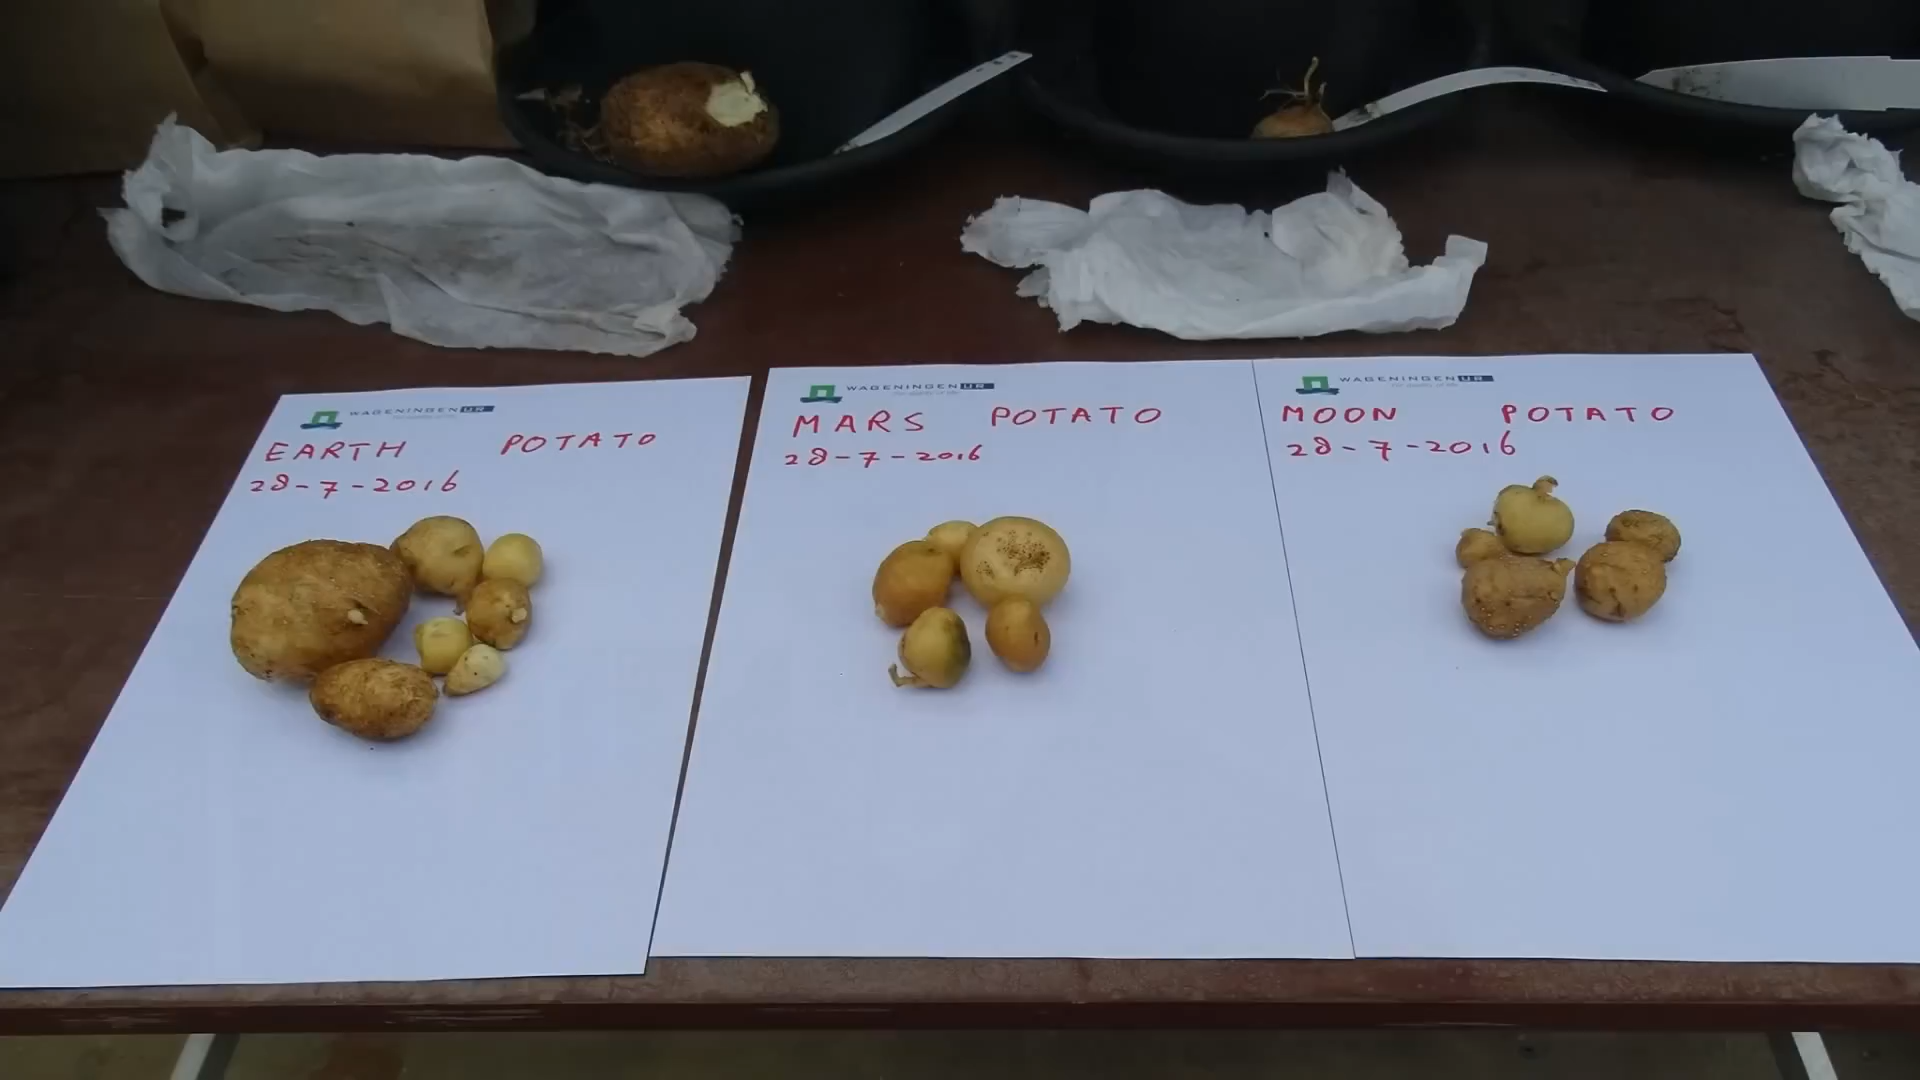 WAGENINGEN UR
EARTH POTATO
28-7-2016
WAGENINGEN UR
MARS POTATO
28-7-2016
WAGENINGEN UR
MOON POTATO
28-7-2016